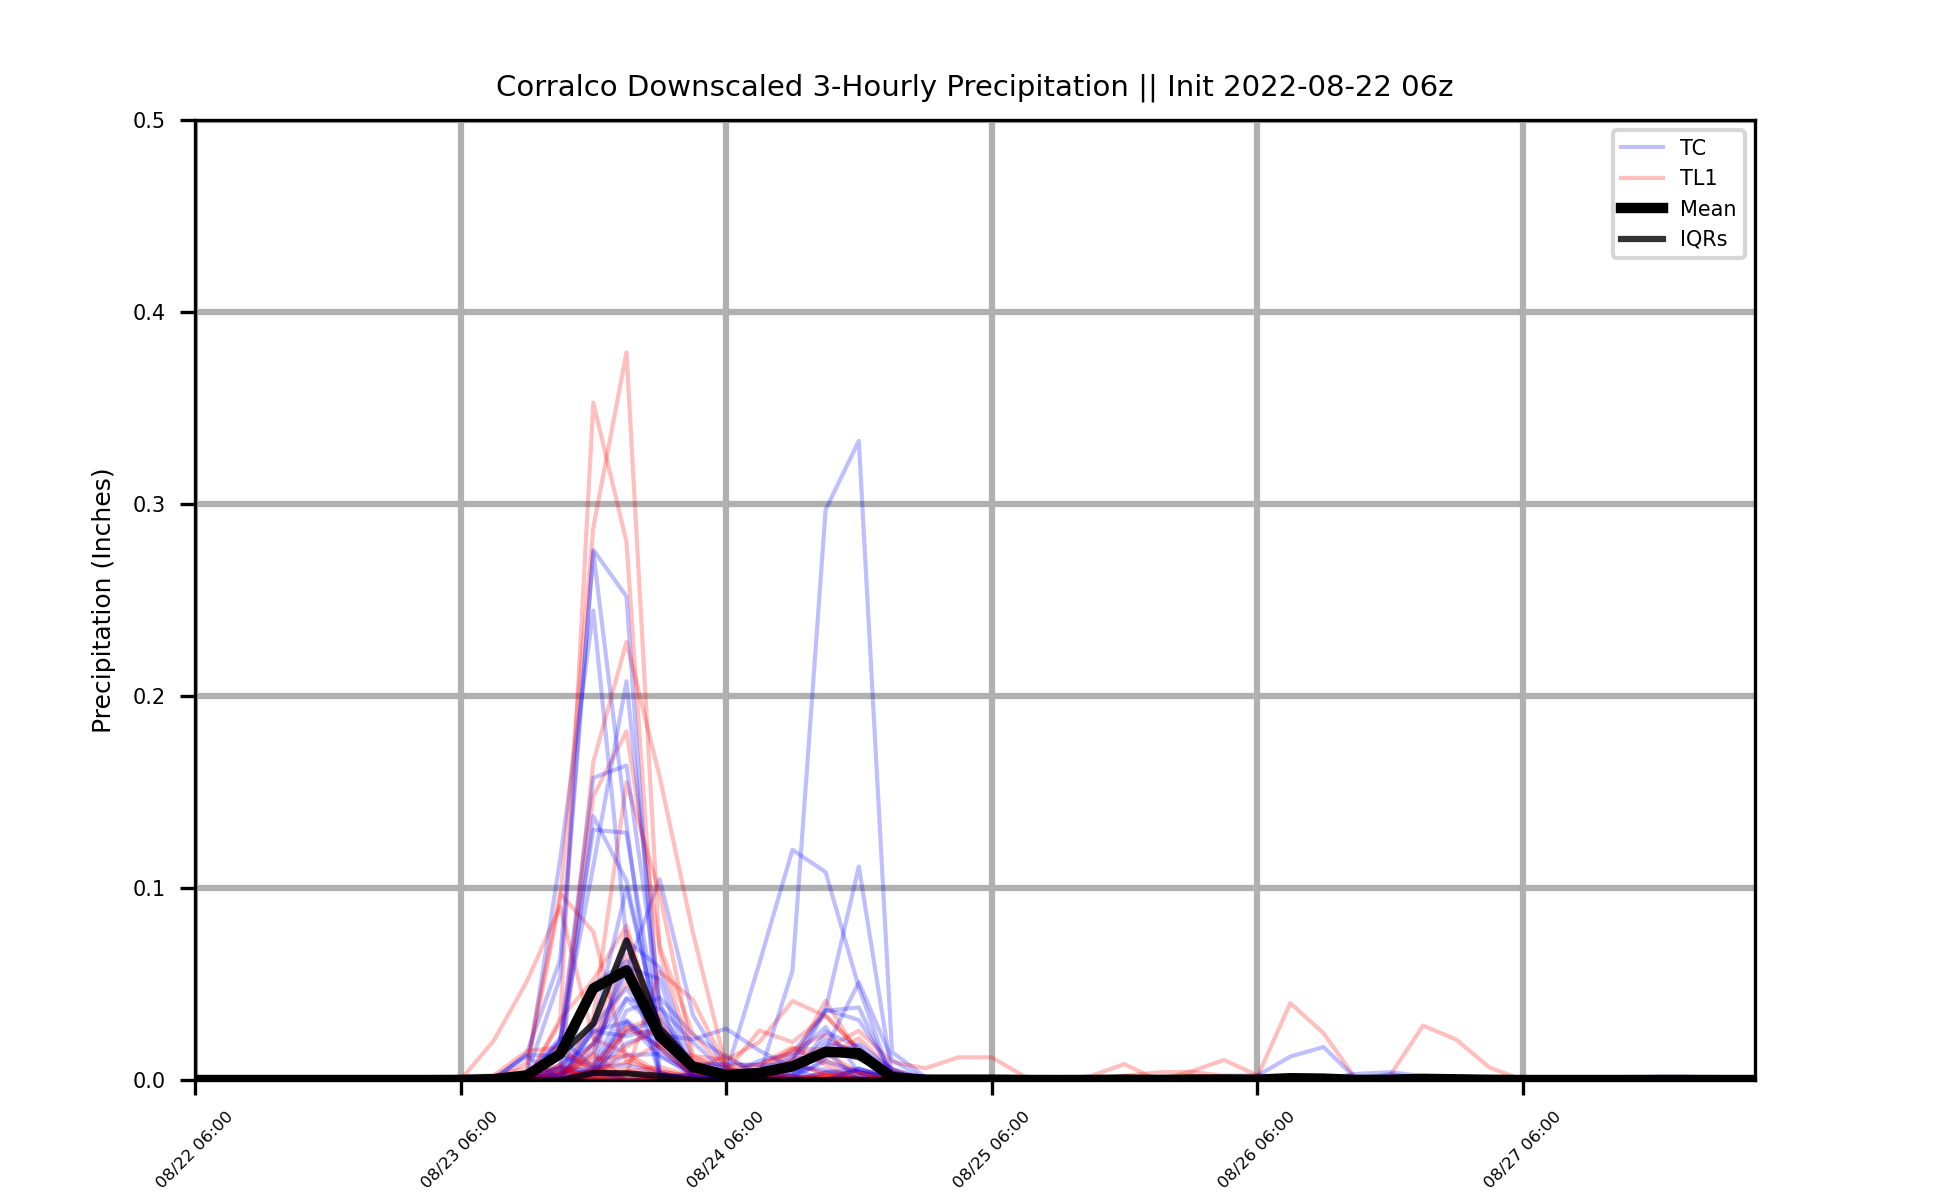 Corralco Downscaled 3-Hourly Precipitation || Init 2022-08-22 06z
0.5
0.4
0.3
0.2
0.1
0.0
Precipitation (Inches)
TC
TL1
Mean
IQRs
08/22 06:00
08/23 06:00
08/24 06:00
08/25 06:00
08/26 06:00
08/27 06:00